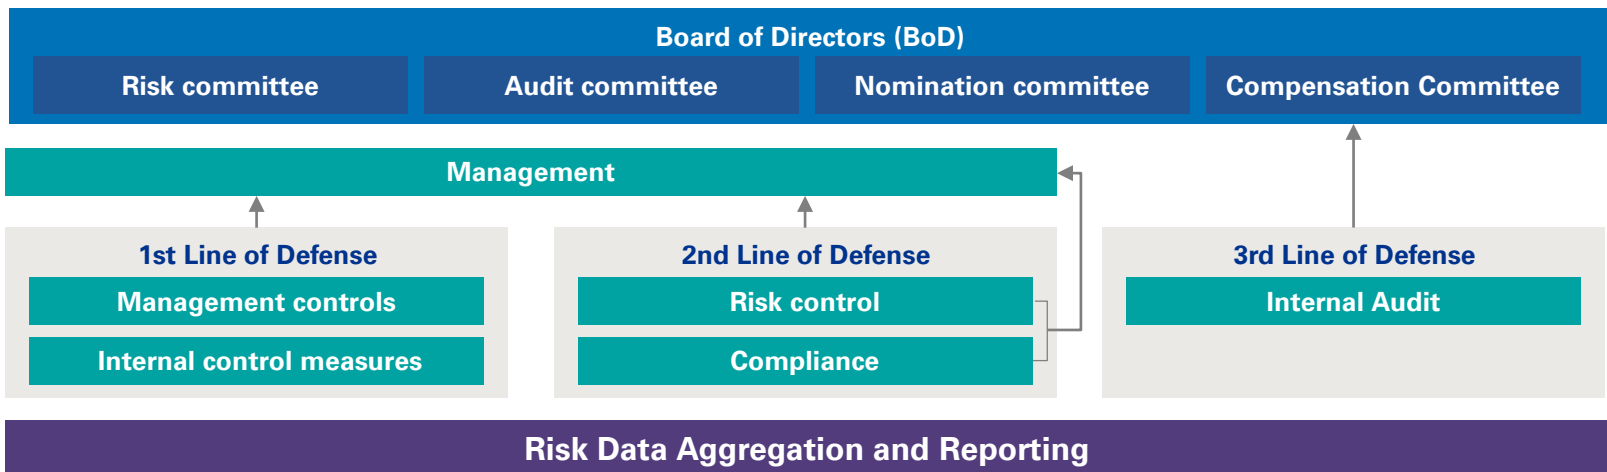 Board of Directors (BoD)
Risk committee
Audit committee
Nomination committee
Compensation Committee
Management
1st Line of Defense
Management controls
Internal control measures
2nd Line of Defense
Risk control
Compliance
3rd Line of Defense
Internal Audit
Risk Data Aggregation and Reporting